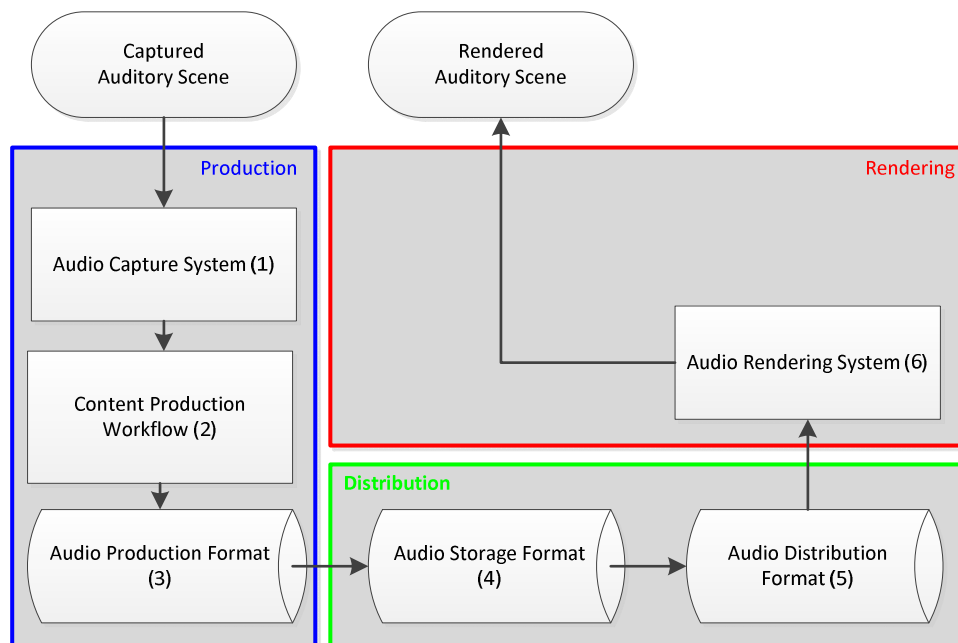 Captured
Auditory Scene
Rendered
Auditory Scene
Production
Audio Capture System (1)
Content Production
Workflow (2)
Audio Production Format
(3)
Rendering
Audio Rendering System (6)
Distribution
Audio Storage Format
(4)
Audio Distribution
Format (5)